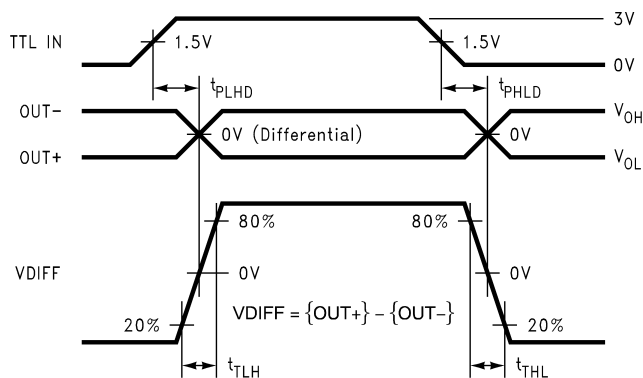 3V
TTL IN
1.5V
1.5V
0V
tPLHD
tPHLD
OUT-
VOH
0V (Differential)
0V
OUT+
VOL
80%
80%
VDIFF
0V
0V
VDIFF = {OUT+} – {OUT–}
20%
20%
tTLH
tTHL